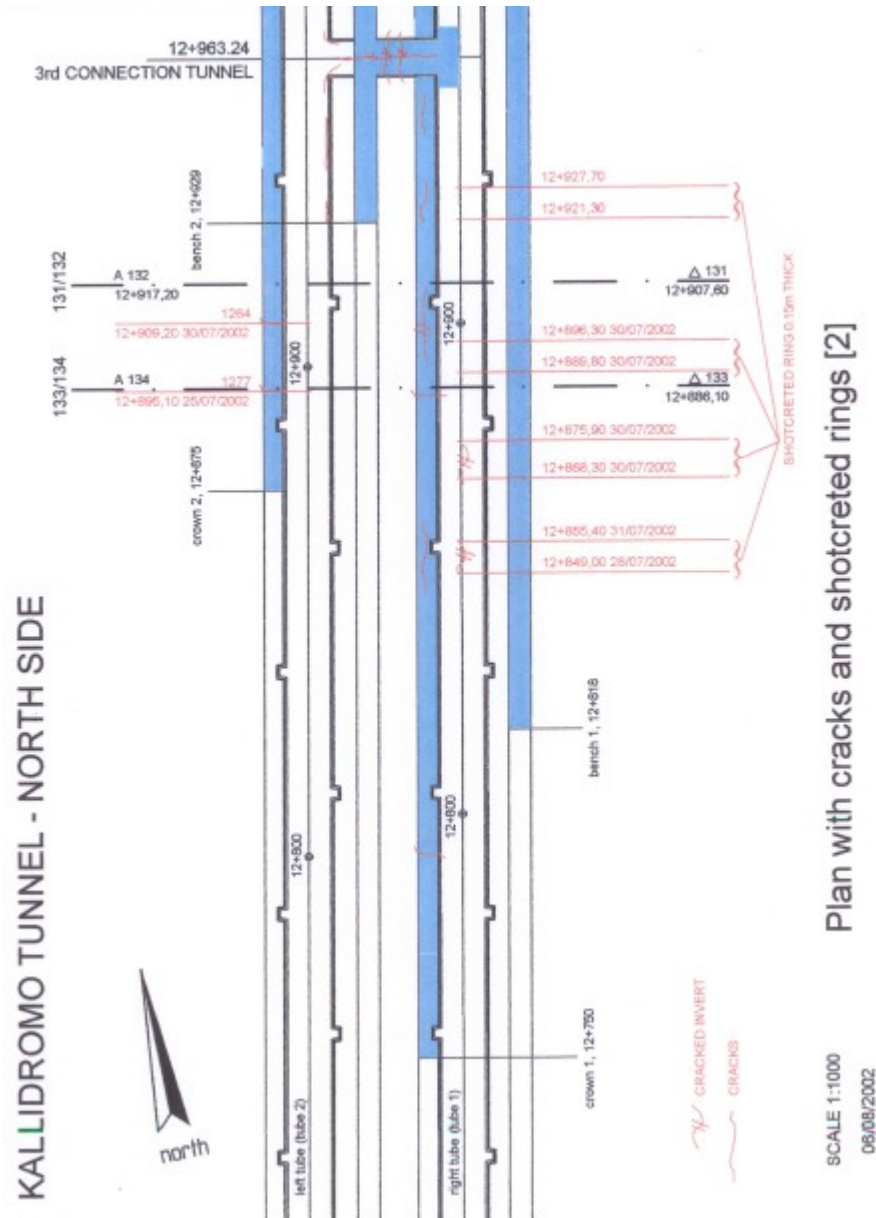 KALLIDROMO TUNNEL - NORTH SIDE
12+963.24
3rd CONNECTION TUNNEL
bench 2, 12+929
131/132
A 132
12+917,20
1264
12+909,20 30/07/2002
12+900
133/134
A 134
1277
12+895,10 25/07/2002
crown 2, 12+875
12+800
left tube (tube 2)
north
12+927,70
12+921,30
Δ 131
12+907,60
12+900
12+896,30 30/07/2002
12+889,80 30/07/2002
Δ 133
12+886,10
12+875,90 30/07/2002
12+868,30 30/07/2002
12+855,40 31/07/2002
12+849,00 28/07/2002
SHOTCRETED RING 0.15m THICK
bench 1, 12+818
12+800
crown 1, 12+750
right tube (tube 1)
CRACKED INVERT
CRACKS
Plan with cracks and shotcreted rings [2]
SCALE 1:1000
06/08/2002